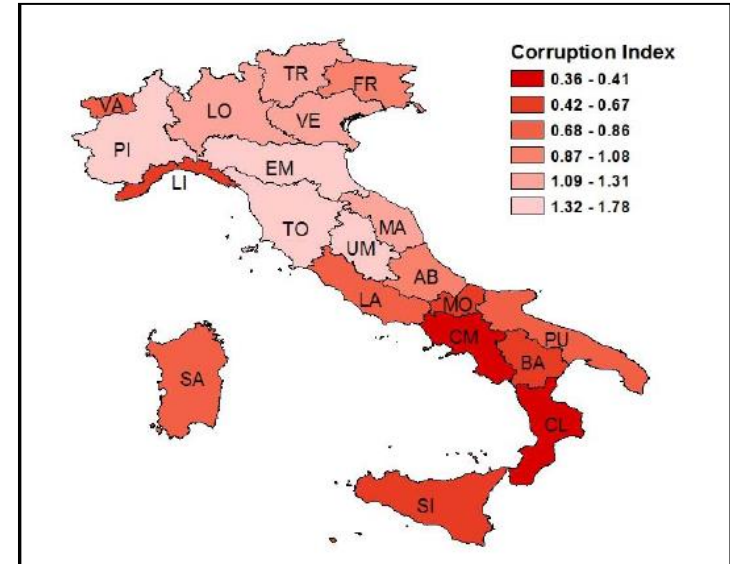 Corruption Index
0.36 - 0.41
0.42 - 0.67
0.68 - 0.86
0.87 - 1.08
1.09 - 1.31
1.32 - 1.78
TR
FR
VA
LO
VE
PI
EM
LI
TO
MA
UM
AB
LA
MO
CM
PU
BA
SA
CL
SI